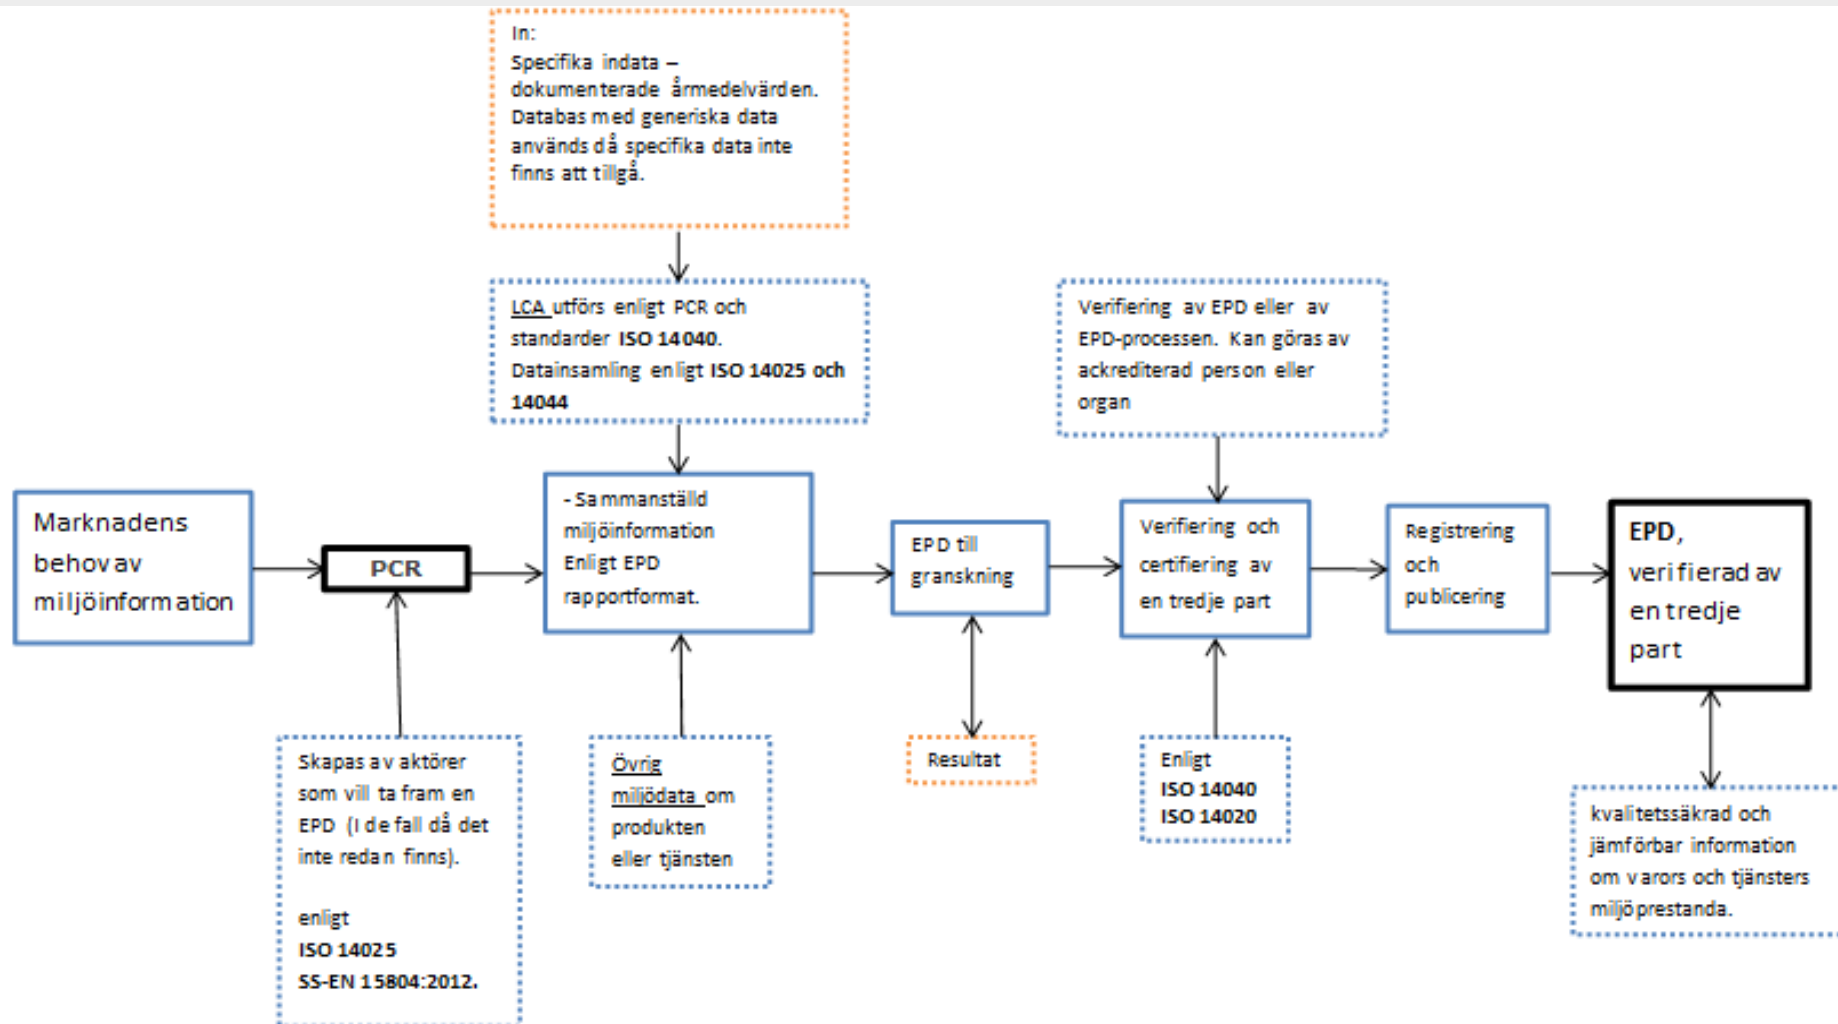 In:
Specifika indata –
dokumenterade årmedelvärden.
Databas med generiska data
används då specifika data inte
finns att tillgå.
LCA utförs enligt PCR och
standarder ISO 14040.
Datainsamling enligt ISO 14025 och
14044
Verifiering av EPD eller av
EPD-processen. Kan göras av
ackrediterad person eller
organ
Marknadens
behov av
miljöinformation
PCR
- Sammanställd
miljöinformation
Enligt EPD
rapportformat.
EPD till
granskning
Verifiering och
certifiering av
en tredje part
Registrering
och
publicering
EPD,
verifierad av
en tredje
part
Skapas av aktörer
som vill ta fram en
EPD (I de fall då det
inte redan finns).
enligt
ISO 14025
SS-EN 15804:2012.
Övrig
miljödata om
produkten
eller tjänsten
Resultat
Enligt
ISO 14040
ISO 14020
kvalitetssäkrad och
jämförbar information
om varors och tjänsters
miljöprestanda.